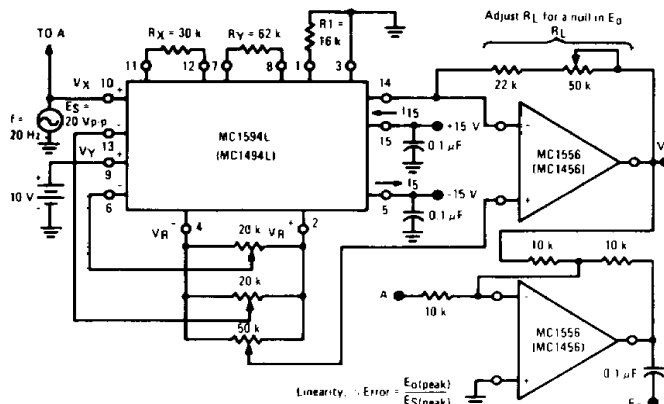 Adjust RL for a null in Eo
RL
TO A
RX = 30 k
RY = 62 k
R1 =
16 k
11
12
7
8
1
3
VX
10
+
14
22 k
50 k
f =
20 Hz
ES =
20 Vp-p
-
13
VY
9
+
MC1594L
(MC1494L)
I15
+15 V
15
0.1 µF
-
MC1556
(MC1456)
+
10 V
+
-
-
6
I5
-15 V
5
0.1 µF
4
2
VR-
VR+
20 k
20 k
50 k
10 k
10 k
A
10 k
-
MC1556
(MC1456)
+
0.1 µF
Linearity, Error = Eo(peak)
ES(peak)